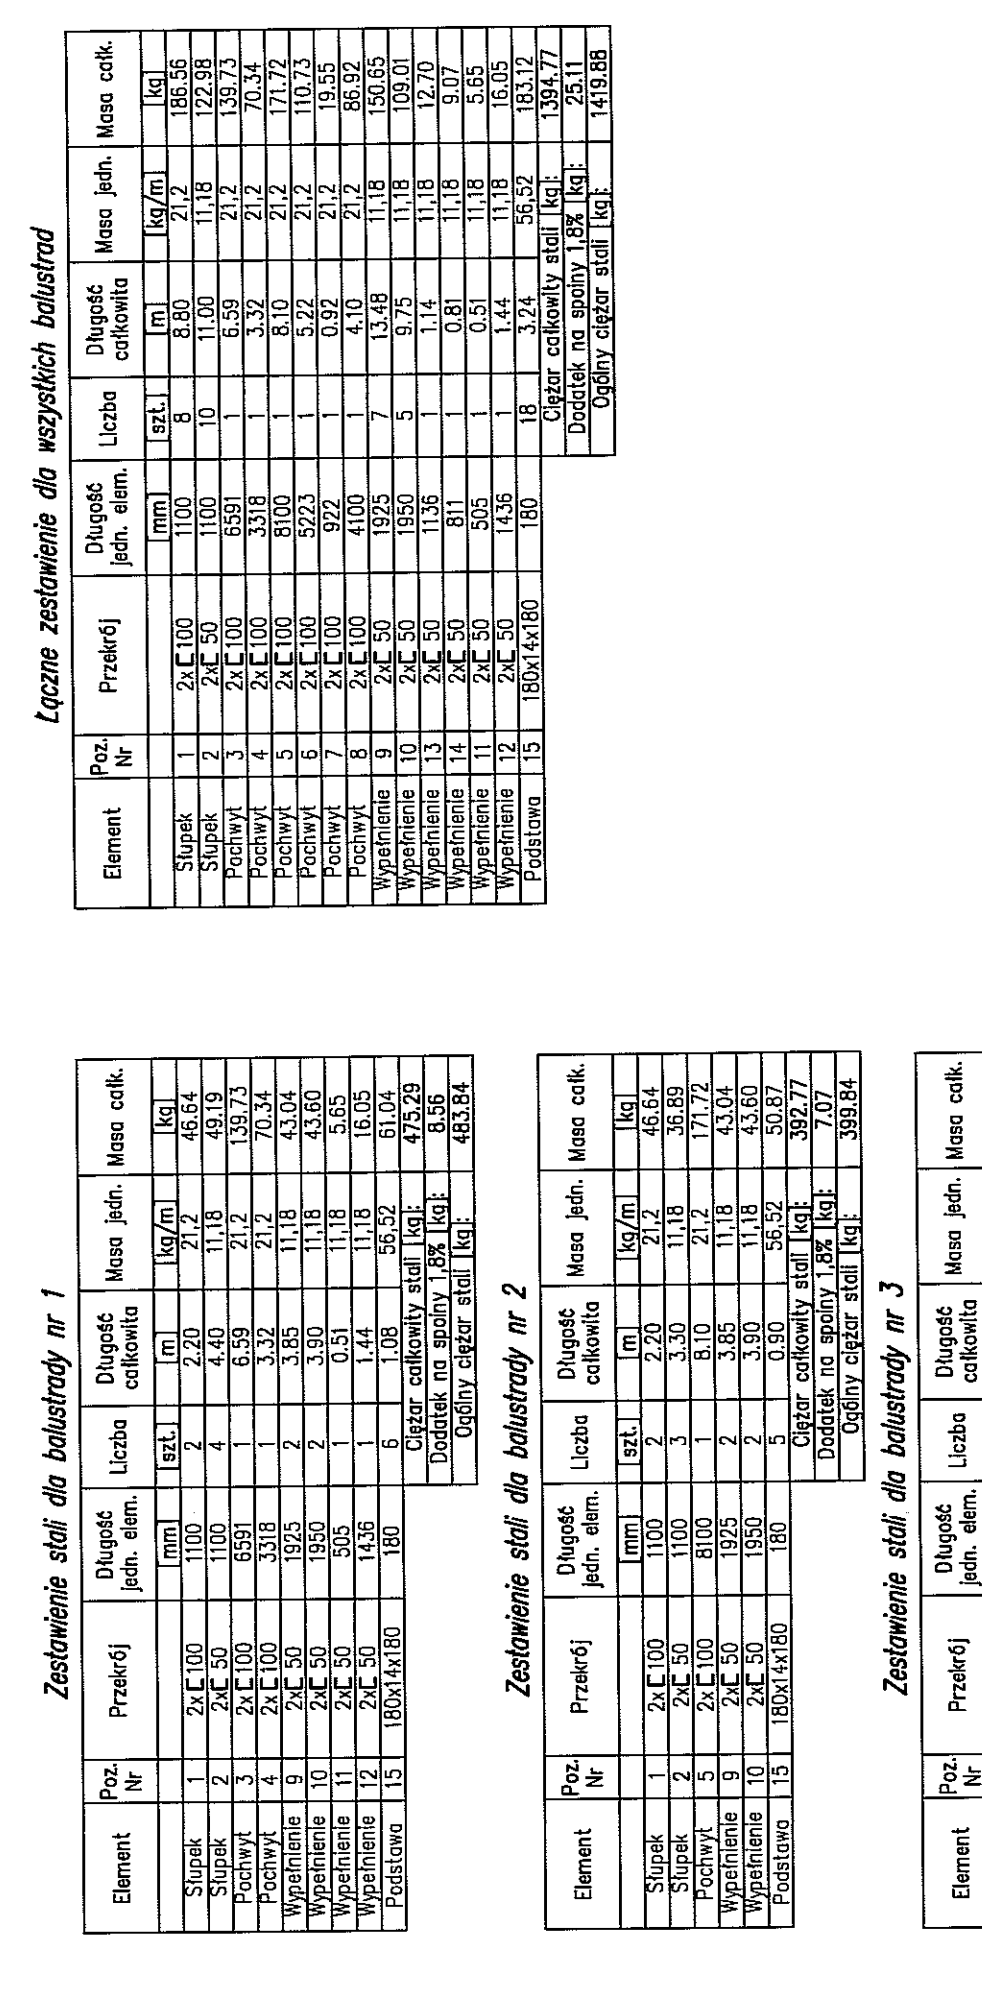 Zestawienie stali dla balustrady nr 1
Element | Poz. Nr | Przekrój | Długość jedn. elem. | Liczba | Długość całkowita | Masa jedn. | Masa całk.
[mm] | [szt.] | [m] | [kg/m] | [kg]
Słupek | 1 | 2x[100 | 1100 | 2 | 2.20 | 21,2 | 46.64
Słupek | 2 | 2x[50 | 1100 | 4 | 4.40 | 11,18 | 49.19
Pochwyt | 3 | 2x[100 | 6591 | 1 | 6.59 | 21,2 | 139.73
Pochwyt | 4 | 2x[100 | 3318 | 1 | 3.32 | 21,2 | 70.34
Wypełnienie | 9 | 2x[50 | 1925 | 2 | 3.85 | 11,18 | 43.04
Wypełnienie | 10 | 2x[50 | 1950 | 2 | 3.90 | 11,18 | 43.60
Wypełnienie | 11 | 2x[50 | 505 | 1 | 0.51 | 11,18 | 5.65
Wypełnienie | 12 | 2x[50 | 1436 | 1 | 1.44 | 11,18 | 16.05
Podstawa | 15 | 180x14x180 | 180 | 6 | 1.08 | 56,52 | 61.04
Ciężar całkowity stali [kg]: | 475.29
Dodatek na spoiny 1,8% [kg]: | 8.56
Ogólny ciężar stali [kg]: | 483.84
Zestawienie stali dla balustrady nr 2
Element | Poz. Nr | Przekrój | Długość jedn. elem. | Liczba | Długość całkowita | Masa jedn. | Masa całk.
[mm] | [szt.] | [m] | [kg/m] | [kg]
Słupek | 1 | 2x[100 | 1100 | 2 | 2.20 | 21,2 | 46.64
Słupek | 2 | 2x[50 | 1100 | 3 | 3.30 | 11,18 | 36.89
Pochwyt | 5 | 2x[100 | 8100 | 1 | 8.10 | 21,2 | 171.72
Wypełnienie | 9 | 2x[50 | 1925 | 2 | 3.85 | 11,18 | 43.04
Wypełnienie | 10 | 2x[50 | 1950 | 2 | 3.90 | 11,18 | 43.60
Podstawa | 15 | 180x14x180 | 180 | 5 | 0.90 | 56,52 | 50.87
Ciężar całkowity stali [kg]: | 392.77
Dodatek na spoiny 1,8% [kg]: | 7.07
Ogólny ciężar stali [kg]: | 399.84
Zestawienie stali dla balustrady nr 3
Element | Poz. Nr | Przekrój | Długość jedn. elem. | Liczba | Długość całkowita | Masa jedn. | Masa całk.
Łączne zestawienie dla wszystkich balustrad
Element | Poz. Nr | Przekrój | Długość jedn. elem. | Liczba | Długość całkowita | Masa jedn. | Masa całk.
[mm] | [szt.] | [m] | [kg/m] | [kg]
Słupek | 1 | 2x[100 | 1100 | 8 | 8.80 | 21,2 | 186.56
Słupek | 2 | 2x[50 | 1100 | 10 | 11.00 | 11,18 | 122.98
Pochwyt | 3 | 2x[100 | 6591 | 1 | 6.59 | 21,2 | 139.73
Pochwyt | 4 | 2x[100 | 3318 | 1 | 3.32 | 21,2 | 70.34
Pochwyt | 5 | 2x[100 | 8100 | 1 | 8.10 | 21,2 | 171.72
Pochwyt | 6 | 2x[100 | 5223 | 1 | 5.22 | 21,2 | 110.73
Pochwyt | 7 | 2x[100 | 922 | 1 | 0.92 | 21,2 | 19.55
Pochwyt | 8 | 2x[100 | 4100 | 1 | 4.10 | 21,2 | 86.92
Wypełnienie | 9 | 2x[50 | 1925 | 7 | 13.48 | 11,18 | 150.65
Wypełnienie | 10 | 2x[50 | 1950 | 5 | 9.75 | 11,18 | 109.01
Wypełnienie | 13 | 2x[50 | 1136 | 1 | 1.14 | 11,18 | 12.70
Wypełnienie | 14 | 2x[50 | 811 | 1 | 0.81 | 11,18 | 9.07
Wypełnienie | 11 | 2x[50 | 505 | 1 | 0.51 | 11,18 | 5.65
Wypełnienie | 12 | 2x[50 | 1436 | 1 | 1.44 | 11,18 | 16.05
Podstawa | 15 | 180x14x180 | 180 | 18 | 3.24 | 56,52 | 183.12
Ciężar całkowity stali [kg]: | 1394.77
Dodatek na spoiny 1,8% [kg]: | 25.11
Ogólny ciężar stali [kg]: | 1419.88